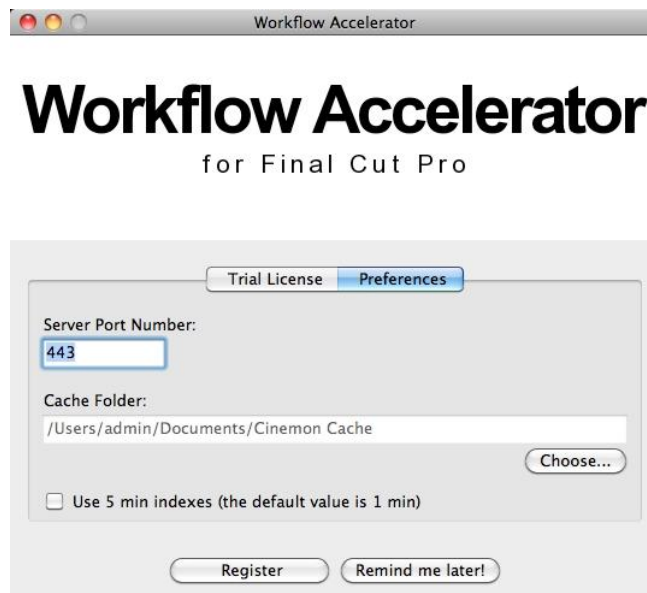 Workflow Accelerator
Workflow Accelerator
for Final Cut Pro
Trial License Preferences
Server Port Number:
443
Cache Folder:
/Users/admin/Documents/Cinemon Cache
Choose...
Use 5 min indexes (the default value is 1 min)
Register Remind me later!